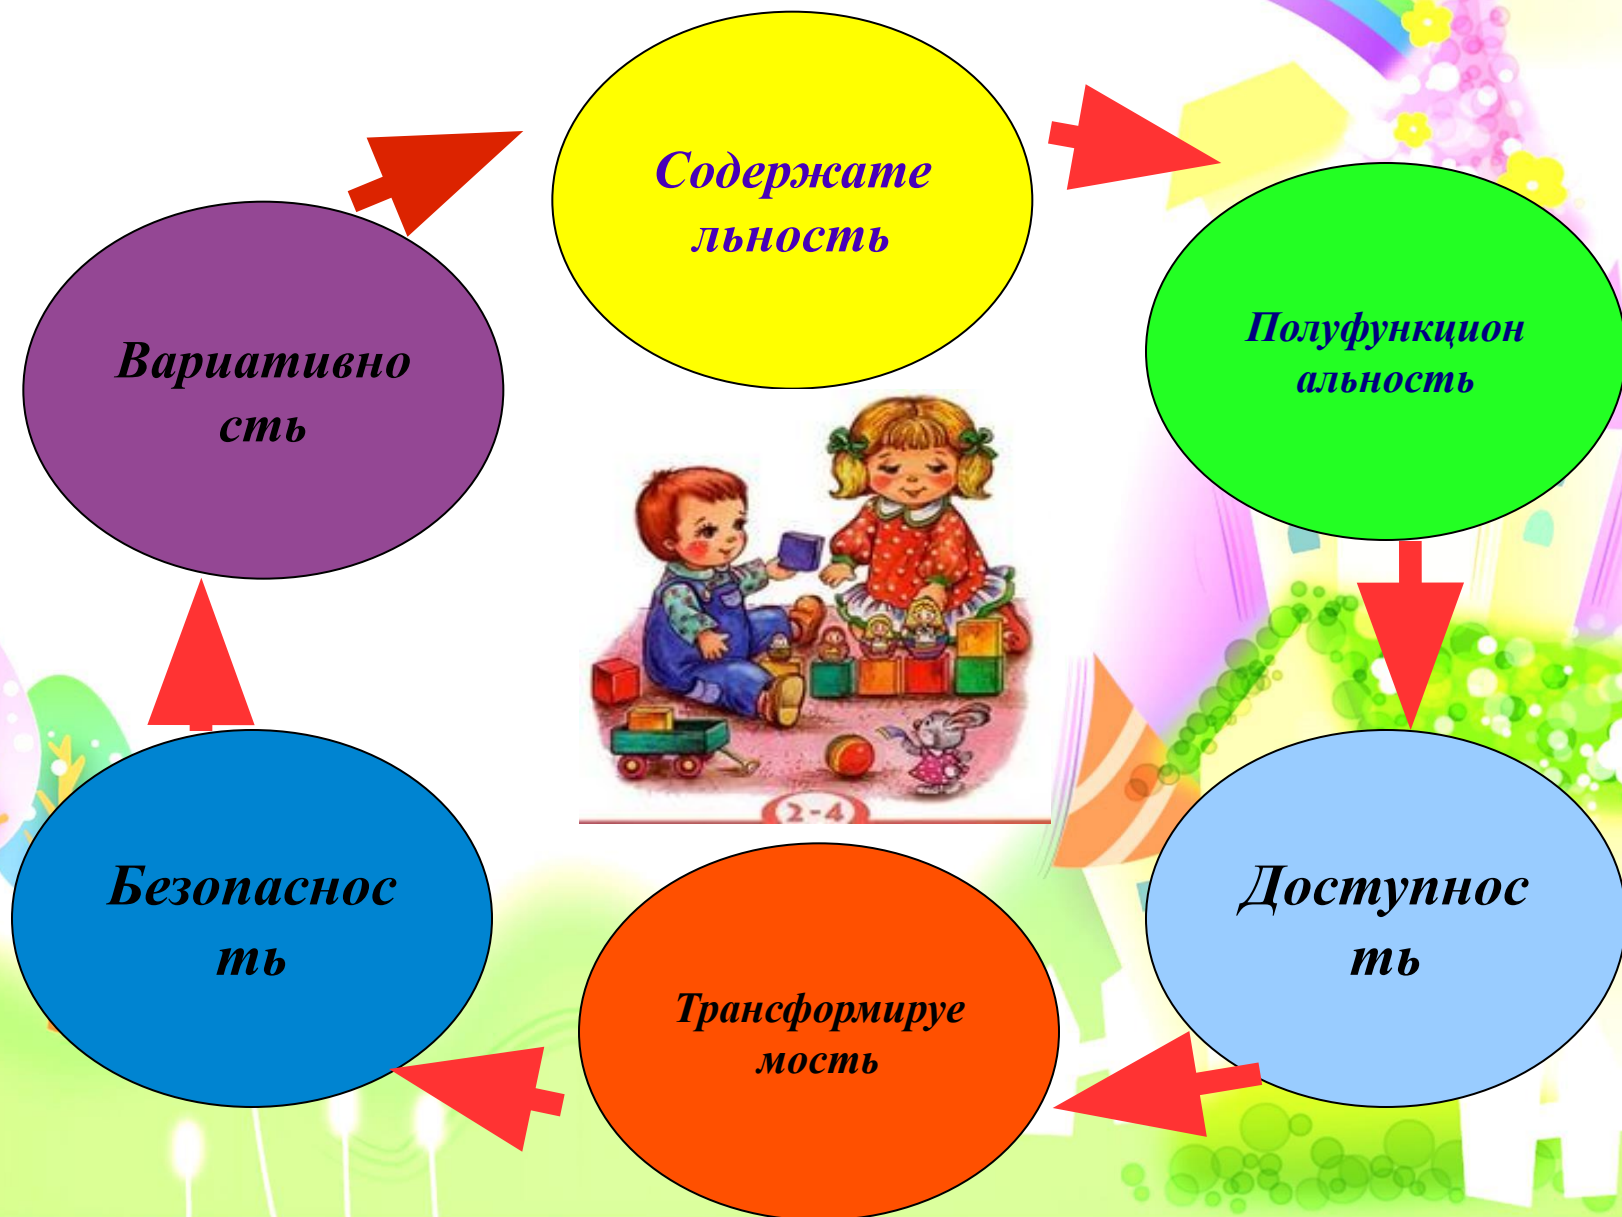 Содержате
льность
Полуфункцион
альность
Доступнос
ть
Трансформируе
мость
Безопаснос
ть
Вариативно
сть
2-4